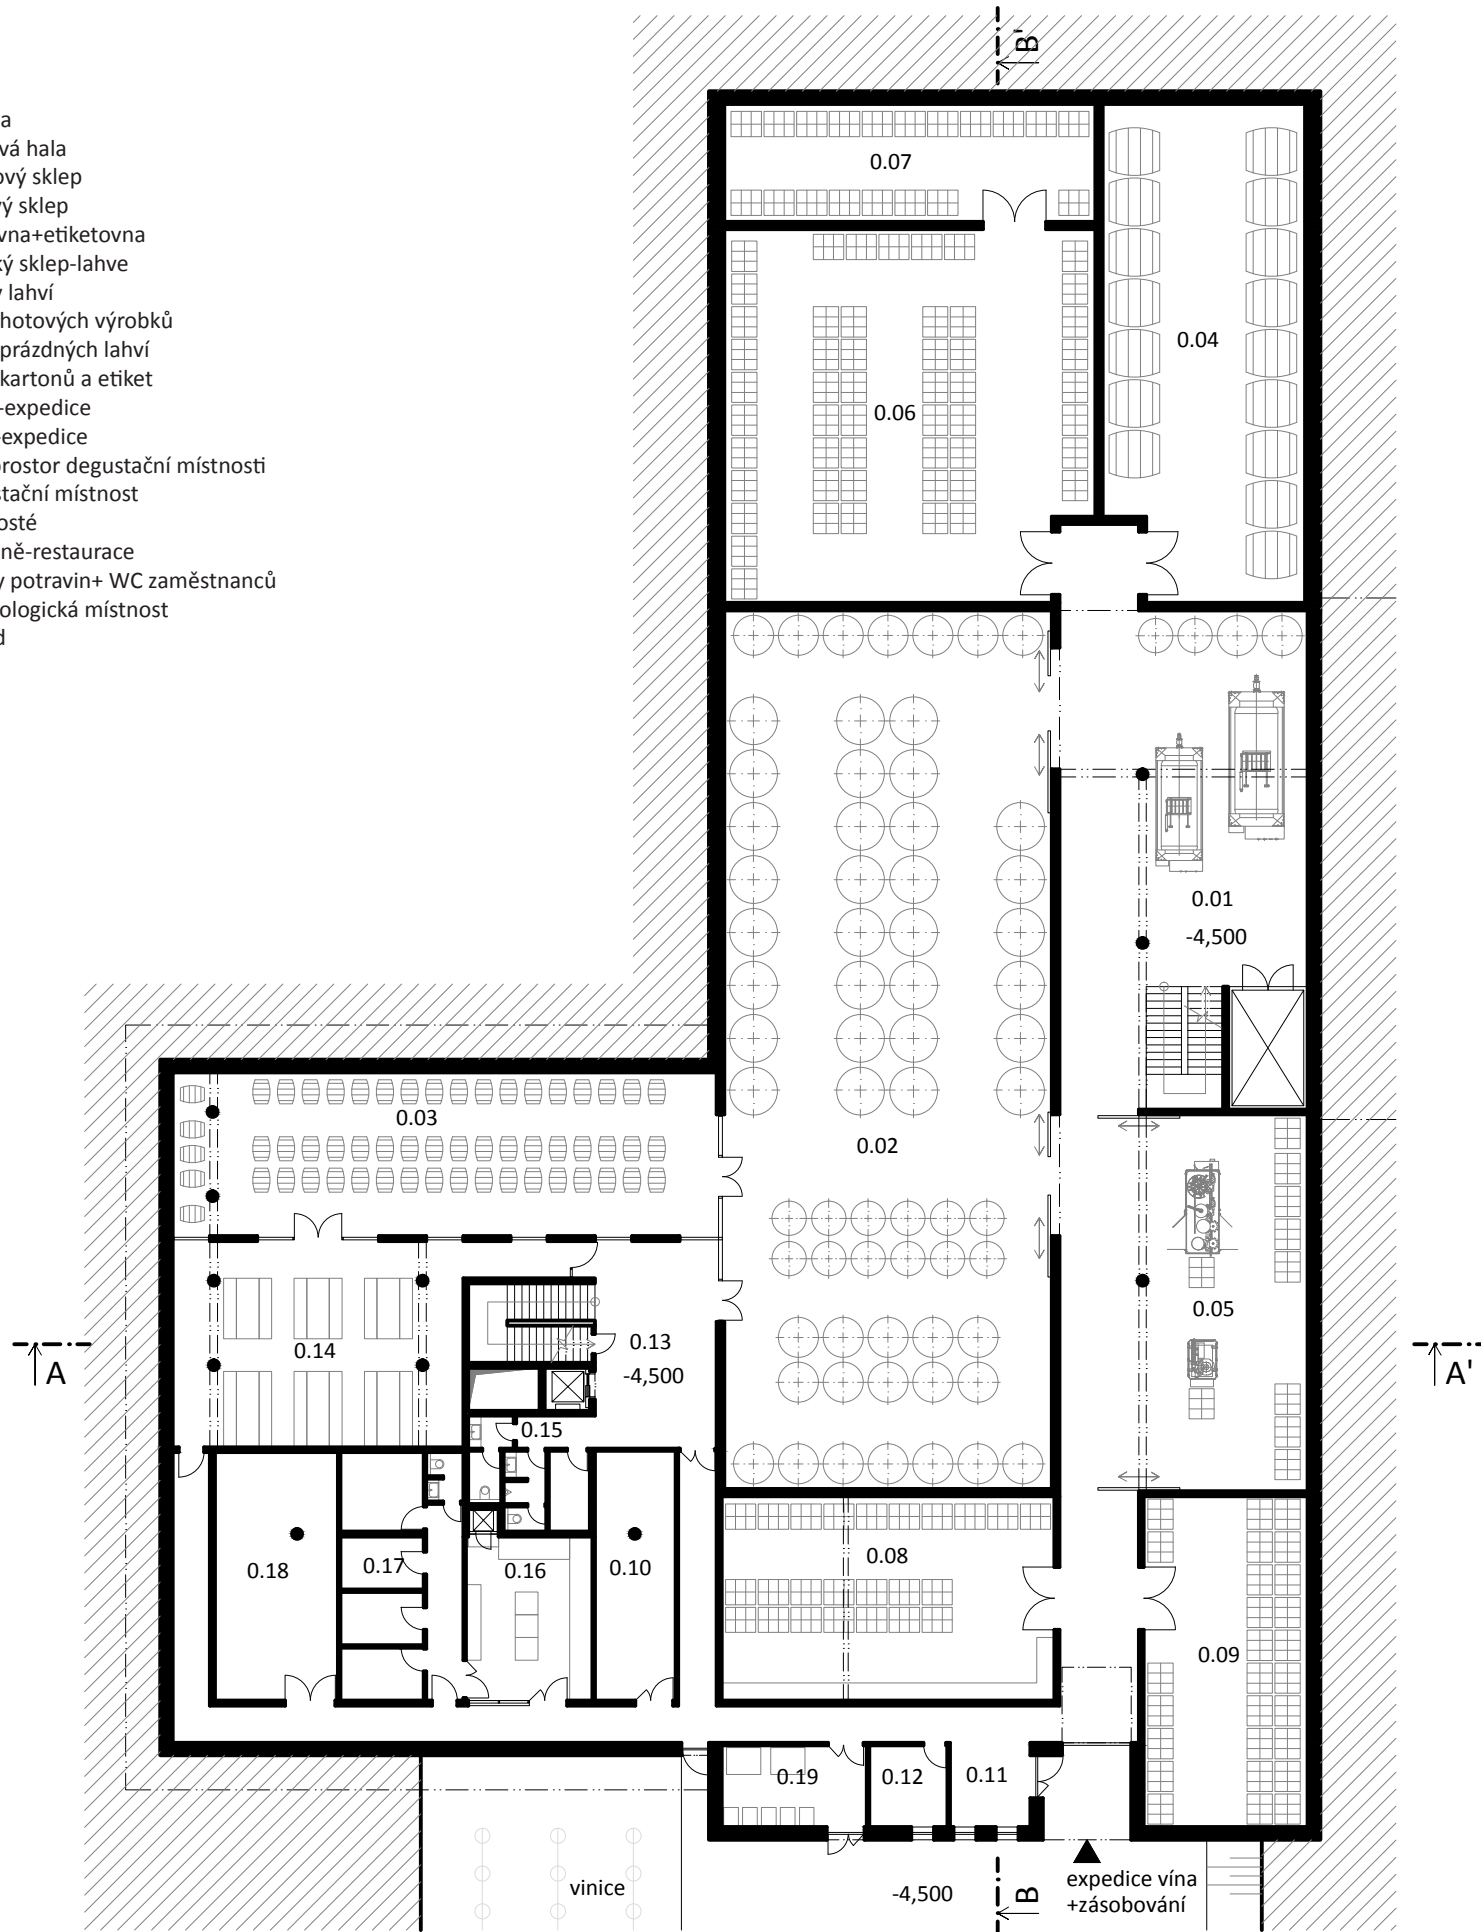 a
vá hala
ový sklep
vý sklep
vna+etiketovna
ký sklep-lahve
y lahví
hotových výrobků
prázdných lahví
kartonů a etiket
-expedice
-expedice
prostor degustační místnosti
stační místnost
osté
ně-restaurace
y potravin+ WC zaměstnanců
ologická místnost
d
B'
0.07
0.04
0.06
0.01
-4,500
0.03
0.02
0.05
0.13
-4,500
0.14
A
A'
0.15
0.08
0.18
0.17
0.16
0.10
0.09
0.19
0.12
0.11
vinice
-4,500
B
expedice vína
+zásobování